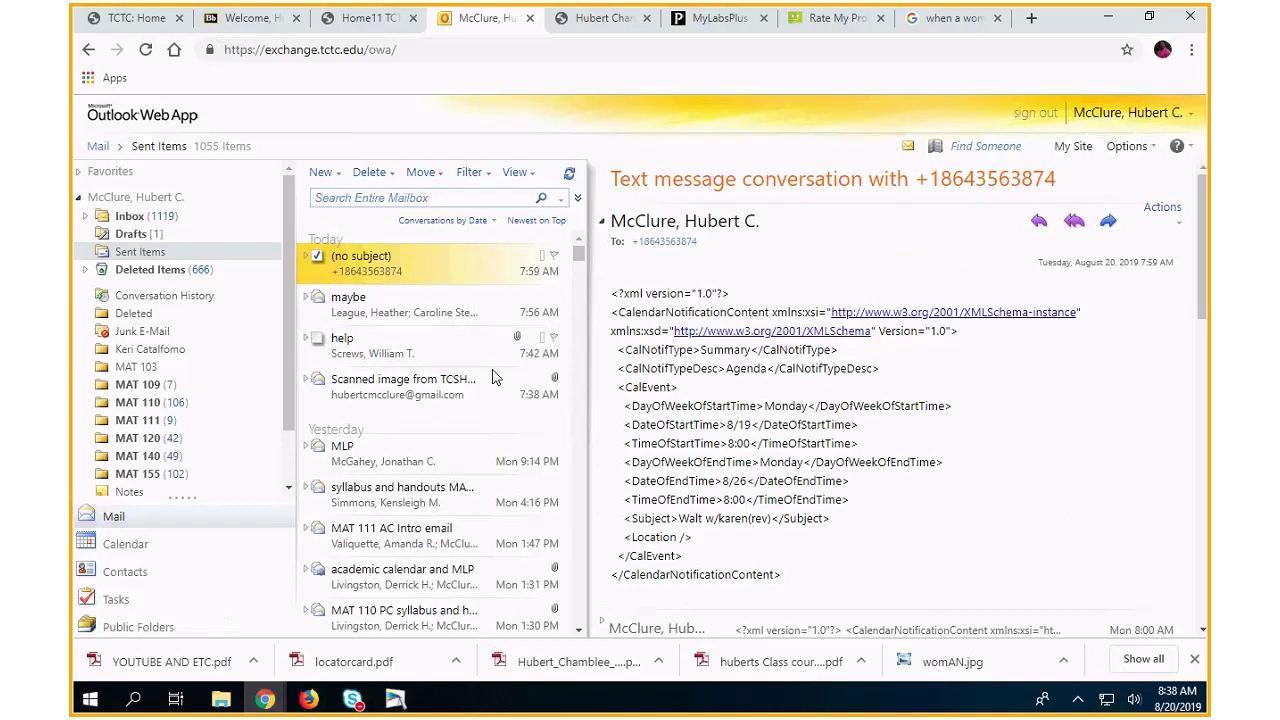 TCTC: Home
Bb Welcome, H
Home11 TCT
McClure, Hu
Hubert Chan
MyLabsPlus
Rate My Pro
G when a wom
https://exchange.tctc.edu/owa/
Apps
Microsoft
Outlook Web App
sign out
McClure, Hubert C.
Mail > Sent Items 1055 Items
Find Someone
My Site
Options
Favorites
McClure, Hubert C.
Inbox (1119)
Drafts [1]
Sent Items
Deleted Items (666)
Conversation History
Deleted
Junk E-Mail
Keri Catalfomo
MAT 103
MAT 109 (7)
MAT 110 (106)
MAT 111 (9)
MAT 120 (42)
MAT 140 (49)
MAT 155 (102)
Notes
Mail
Calendar
Contacts
Tasks
Public Folders
New Delete Move Filter View
Search Entire Mailbox
Conversations by Date Newest on Top
Today
(no subject)
+18643563874 7:59 AM
maybe
League, Heather; Caroline Ste... 7:56 AM
help
Screws, William T. 7:42 AM
Scanned image from TCSH...
hubertcmcclure@gmail.com 7:38 AM
Yesterday
MLP
McGahey, Jonathan C. Mon 9:14 PM
syllabus and handouts MA...
Simmons, Kensleigh M. Mon 4:16 PM
MAT 111 AC Intro email
Valiquette, Amanda R.; McClu... Mon 1:47 PM
academic calendar and MLP
Livingston, Derrick H.; McClur... Mon 1:31 PM
MAT 110 PC syllabus and h...
Livingston, Derrick H.; McClur... Mon 1:30 PM
Text message conversation with +18643563874
McClure, Hubert C.
Actions
To: +18643563874
Tuesday, August 20, 2019 7:59 AM
<?xml version="1.0"?>
<CalendarNotificationContent xmlns:xsi="http://www.w3.org/2001/XMLSchema-instance"
xmlns:xsd="http://www.w3.org/2001/XMLSchema" Version="1.0">
<CalNotifType>Summary</CalNotifType>
<CalNotifTypeDesc>Agenda</CalNotifTypeDesc>
<CalEvent>
<DayOfWeekOfStartTime>Monday</DayOfWeekOfStartTime>
<DateOfStartTime>8/19</DateOfStartTime>
<TimeOfStartTime>8:00</TimeOfStartTime>
<DayOfWeekOfEndTime>Monday</DayOfWeekOfEndTime>
<DateOfEndTime>8/26</DateOfEndTime>
<TimeOfEndTime>8:00</TimeOfEndTime>
<Subject>Walt w/karen(rev)</Subject>
<Location />
</CalEvent>
</CalendarNotificationContent>
McClure, Hub... <?xml version="1.0"?> <CalendarNotificationContent xmlns:xsi="ht... Mon 8:00 AM
YOUTUBE AND ETC.pdf
locatorcard.pdf
Hubert_Chamblee_....p...
huberts Class cour....pdf
womAN.jpg
Show all
8:38 AM
8/20/2019